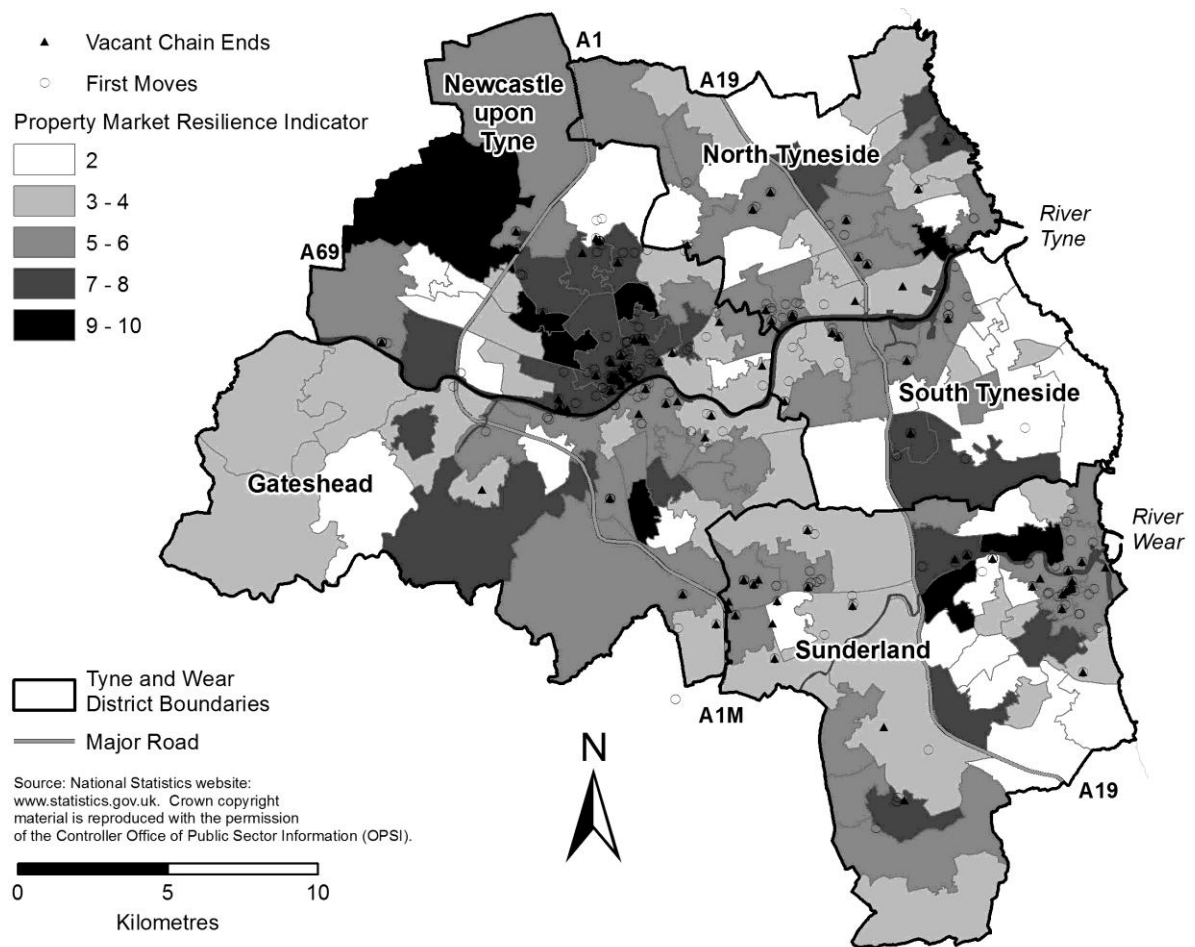 Vacant Chain Ends
First Moves
Property Market Resilience Indicator
2
3 - 4
5 - 6
7 - 8
9 - 10
A1
A19
Newcastle
upon
Tyne
North Tyneside
River
Tyne
A69
South Tyneside
Gateshead
River
Wear
Sunderland
A1M
A19
Tyne and Wear
District Boundaries
Major Road
Source: National Statistics website:
www.statistics.gov.uk. Crown copyright
material is reproduced with the permission
of the Controller Office of Public Sector Information (OPSI).
N
0 5 10
Kilometres